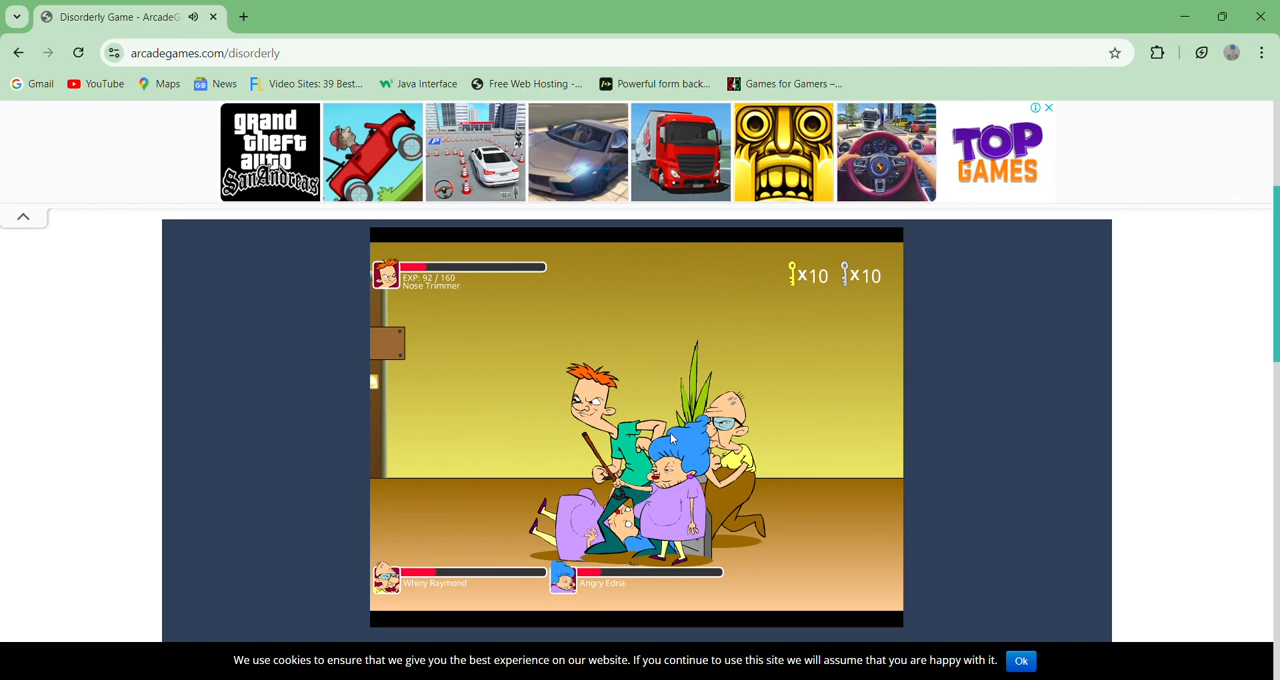 Disorderly Game - ArcadeG
arcadegames.com/disorderly
Gmail YouTube Maps News Video Sites: 39 Best... Java Interface Free Web Hosting -... Powerful form back... Games for Gamers –...
grand
theft
auto
San Andreas
TOP
GAMES
EXP: 92 / 160
Nose Trimmer
x10 x10
Whiny Raymond Angry Edna
We use cookies to ensure that we give you the best experience on our website. If you continue to use this site we will assume that you are happy with it. Ok